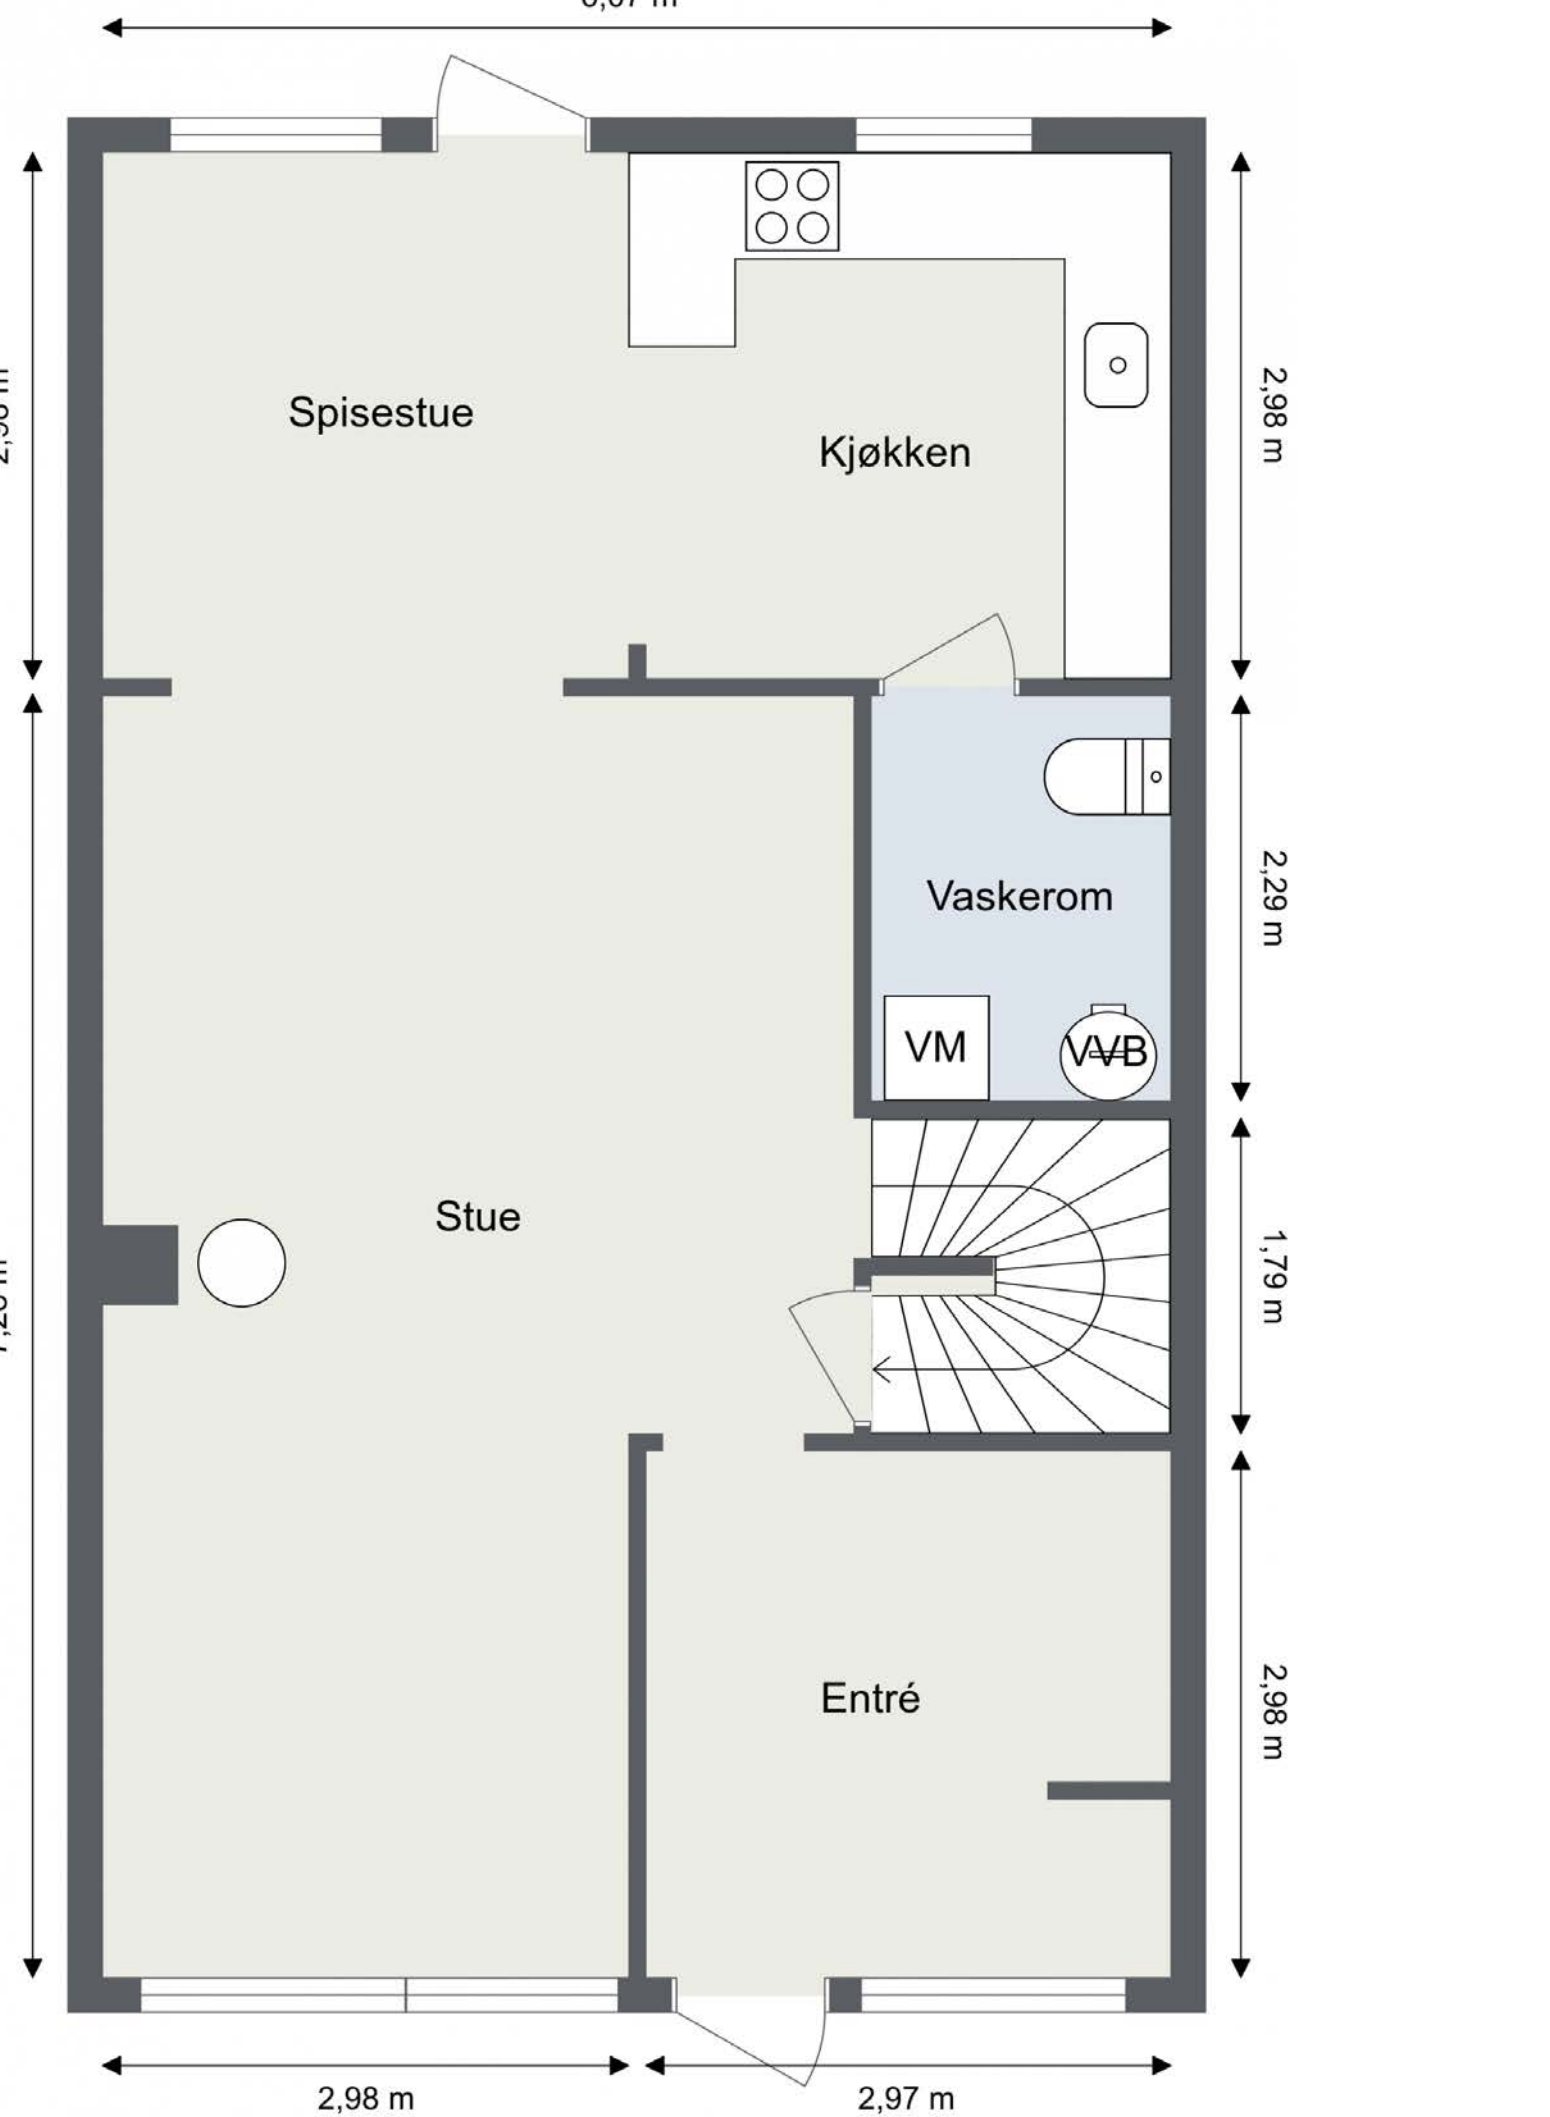 Spisestue
Kjøkken
2,98 m
Vaskerom
2,29 m
VM
VVB
Stue
1,79 m
Entré
2,98 m
2,98 m
2,97 m